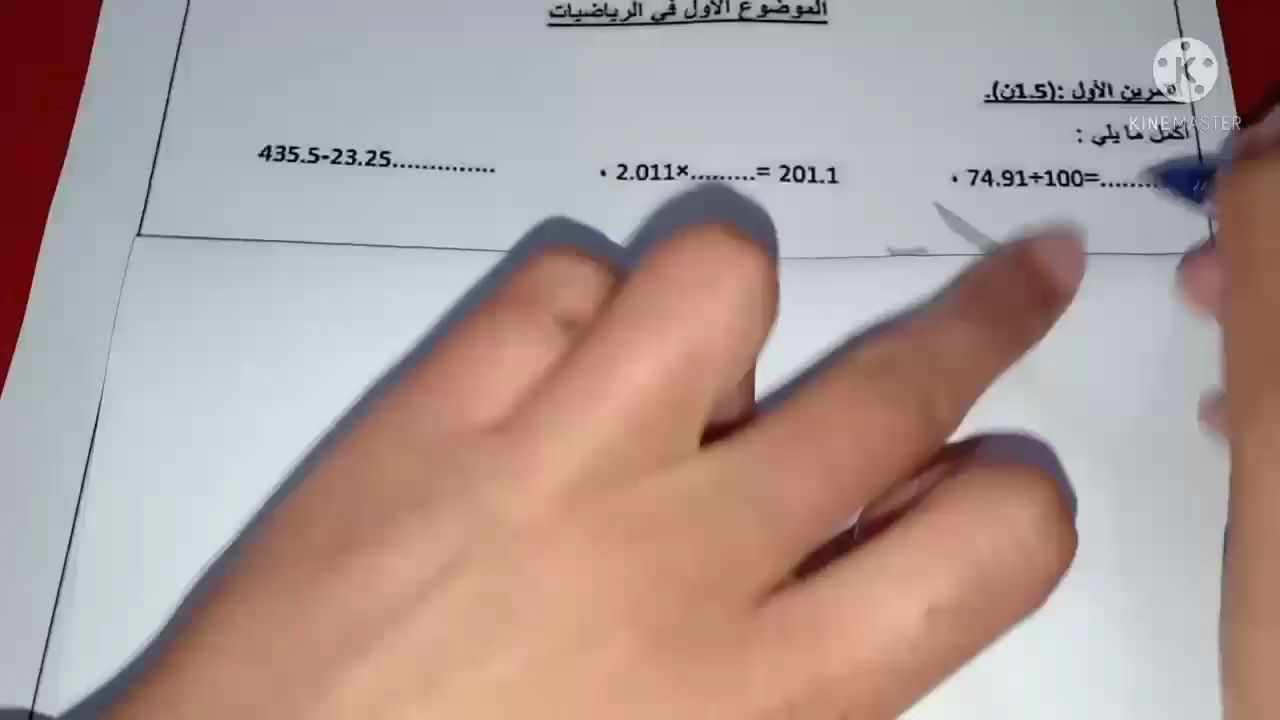 الموضوع الأول في الرياضيات
التمرين الأول :(1.5ن).
أكمل ما يلي :
• 74.91÷100=........
• 2.011×.........= 201.1
435.5-23.25..............
KINEMASTER